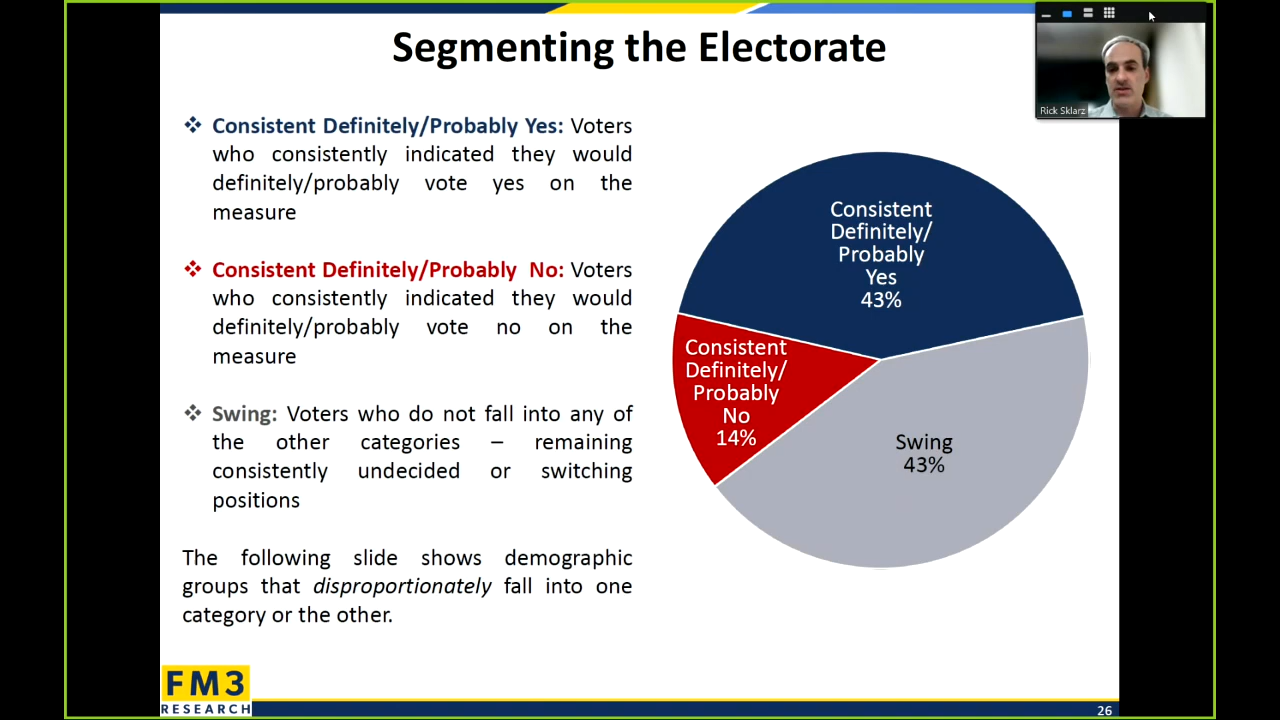 Segmenting the Electorate
Rick Sklarz
❖ Consistent Definitely/Probably Yes: Voters
who consistently indicated they would
definitely/probably vote yes on the
measure
❖ Consistent Definitely/Probably No: Voters
who consistently indicated they would
definitely/probably vote no on the
measure
❖ Swing: Voters who do not fall into any of
the other categories – remaining
consistently undecided or switching
positions
The following slide shows demographic
groups that disproportionately fall into one
category or the other.
Consistent
Definitely/
Probably
Yes
43%
Consistent
Definitely/
Probably
No
14%
Swing
43%
FM3
RESEARCH
26